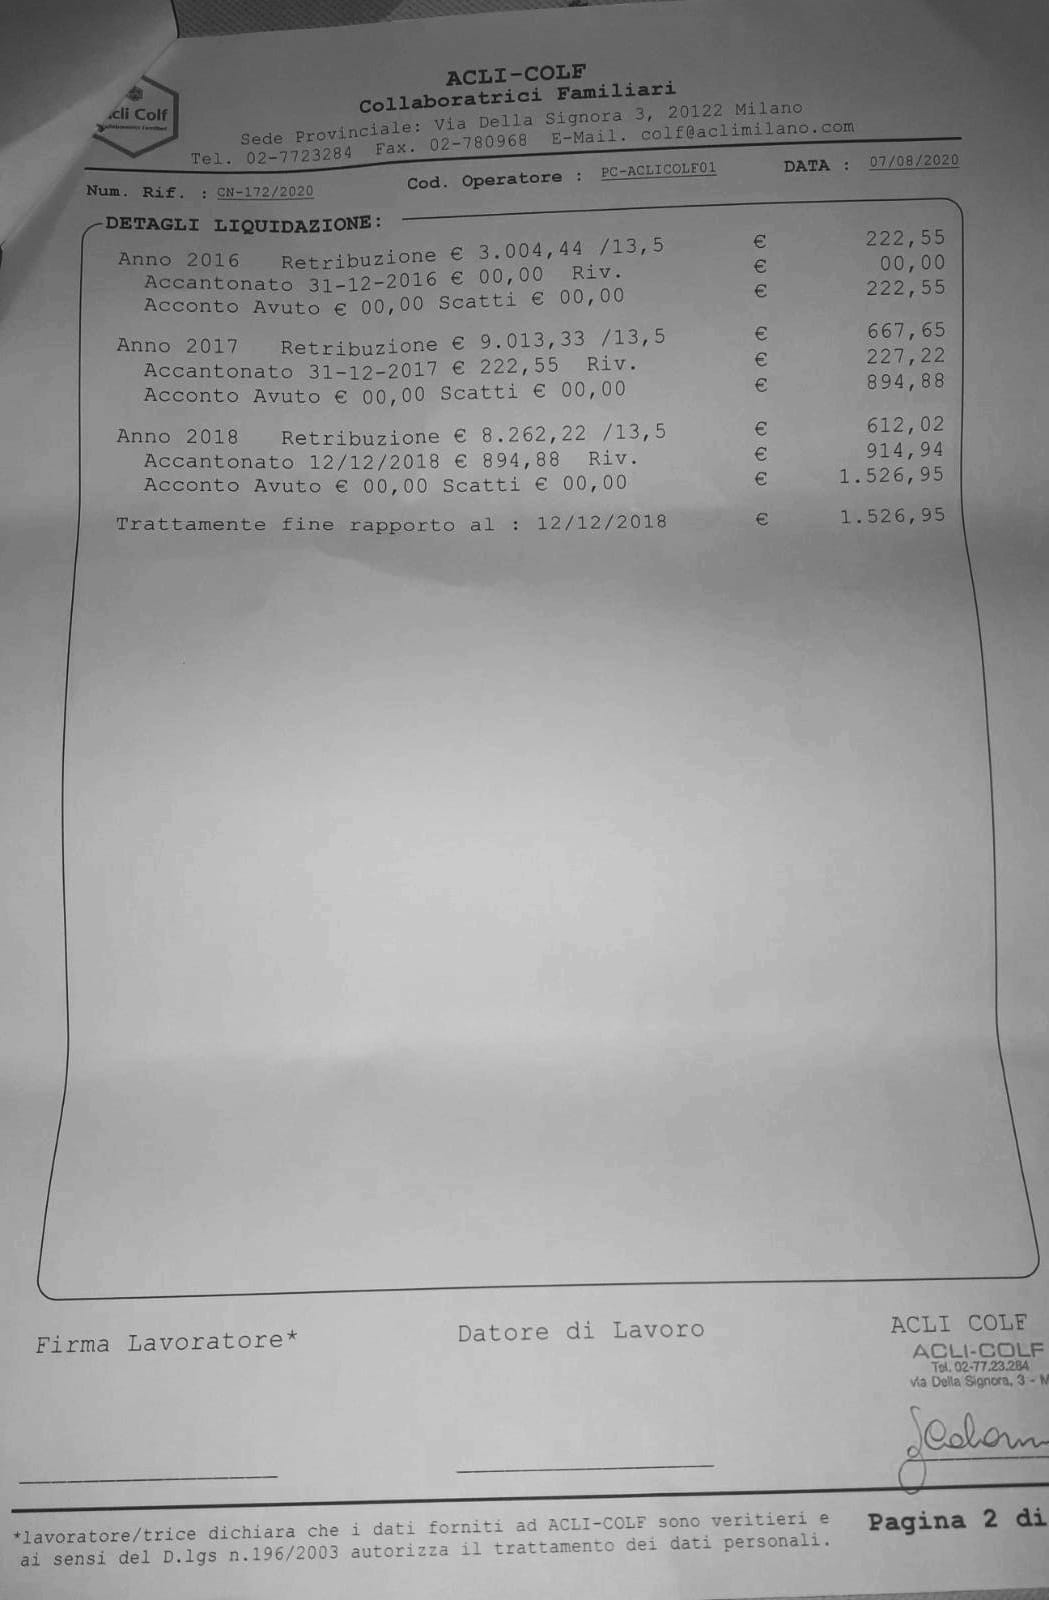 cli Colf
ACLI-COLF
Collaboratrici Familiari
Sede Provinciale: Via Della Signora 3, 20122 Milano
Tel. 02-7723284 Fax. 02-780968 E-Mail. colf@aclimilano.com
Num. Rif. : CN-172/2020 Cod. Operatore : PC-ACLICOLF01 DATA : 07/08/2020
DETAGLI LIQUIDAZIONE:
Anno 2016 Retribuzione € 3.004,44 /13,5 € 222,55
Accantonato 31-12-2016 € 00,00 Riv. € 00,00
Acconto Avuto € 00,00 Scatti € 00,00 € 222,55
Anno 2017 Retribuzione € 9.013,33 /13,5 € 667,65
Accantonato 31-12-2017 € 222,55 Riv. € 227,22
Acconto Avuto € 00,00 Scatti € 00,00 € 894,88
Anno 2018 Retribuzione € 8.262,22 /13,5 € 612,02
Accantonato 12/12/2018 € 894,88 Riv. € 914,94
Acconto Avuto € 00,00 Scatti € 00,00 € 1.526,95
Trattamente fine rapporto al : 12/12/2018 € 1.526,95
Firma Lavoratore* Datore di Lavoro ACLI COLF
ACLI-COLF
Tel. 02-77.23.284
via Della Signora, 3 - M
*lavoratore/trice dichiara che i dati forniti ad ACLI-COLF sono veritieri e
ai sensi del D.lgs n.196/2003 autorizza il trattamento dei dati personali.
Pagina 2 di